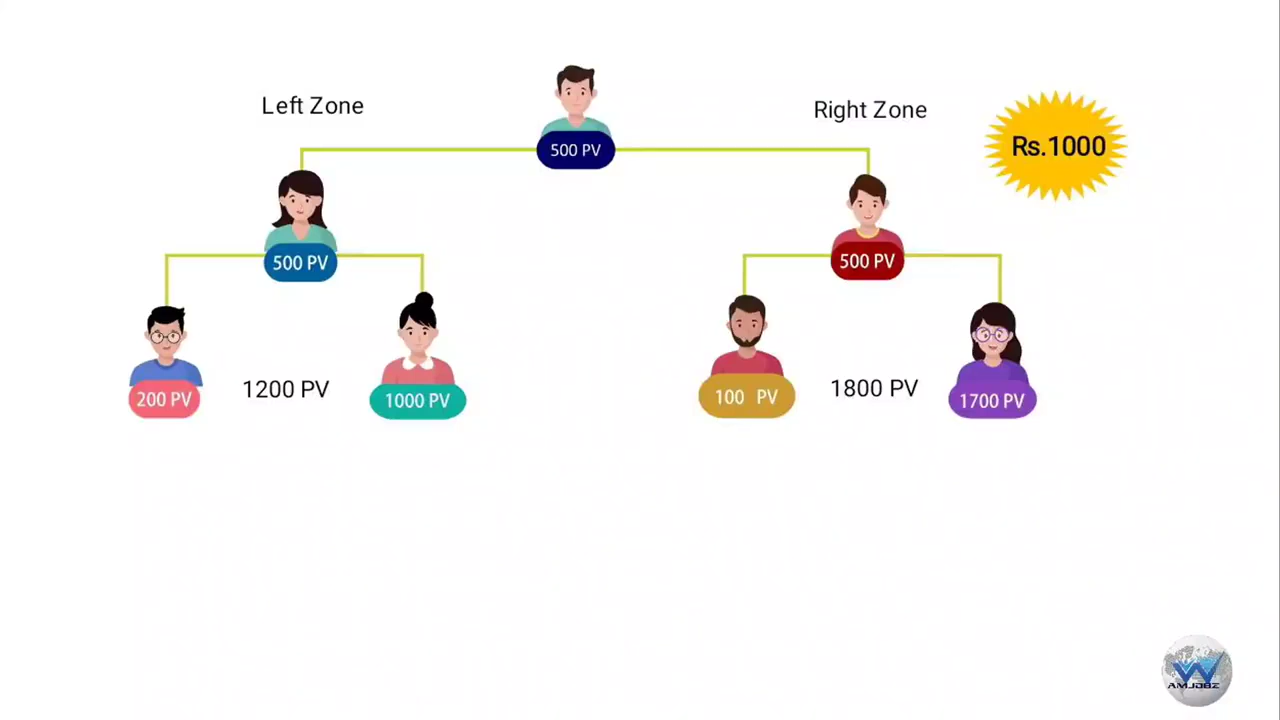 Left Zone
Right Zone
Rs.1000
500 PV
500 PV
500 PV
200 PV
1200 PV
1000 PV
100 PV
1800 PV
1700 PV
W
AMJOBZ